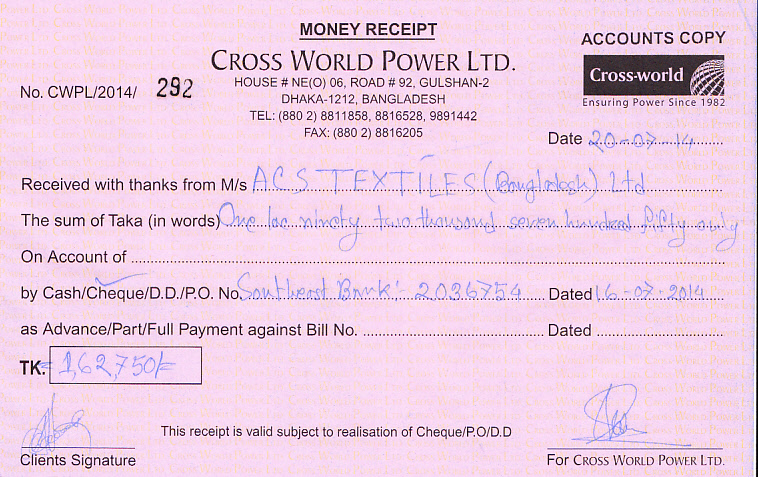 MONEY RECEIPT
ACCOUNTS COPY
CROSS WORLD POWER LTD.
Cross-world
Ensuring Power Since 1982
No. CWPL/2014/ 292
HOUSE # NE(O) 06, ROAD # 92, GULSHAN-2
DHAKA-1212, BANGLADESH
TEL: (880 2) 8811858, 8816528, 9891442
FAX: (880 2) 8816205
Date 20-07-14
Received with thanks from M/s ACS TEXTILES (Bangladesh) Ltd
The sum of Taka (in words) One lac ninety two thousand seven hundred fifty only
On Account of
by Cash/Cheque/D.D./P.O. No. Southeast Bank:- 2036754 Dated 16-07-2014
as Advance/Part/Full Payment against Bill No. Dated
TK. 1,62,750/=
This receipt is valid subject to realisation of Cheque/P.O/D.D
Clients Signature
For CROSS WORLD POWER LTD.